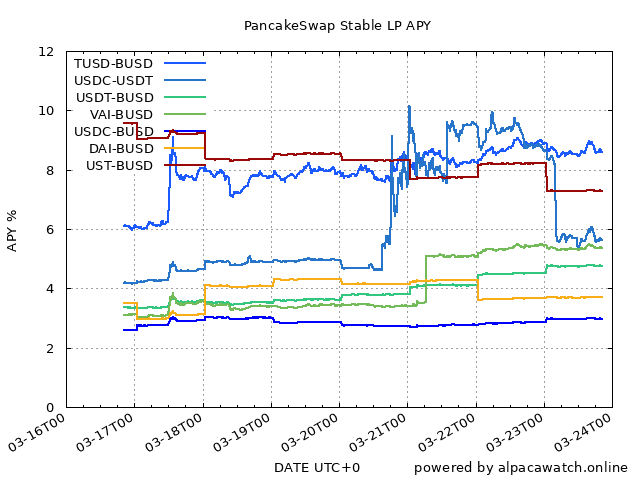 PancakeSwap Stable LP APY
12
10
8
6
4
2
0
APY %
TUSD-BUSD
USDC-USDT
USDT-BUSD
VAI-BUSD
USDC-BUSD
DAI-BUSD
UST-BUSD
03-16T00
03-17T00
03-18T00
03-19T00
03-20T00
03-21T00
03-22T00
03-23T00
03-24T00
DATE UTC+0
powered by alpacawatch.online